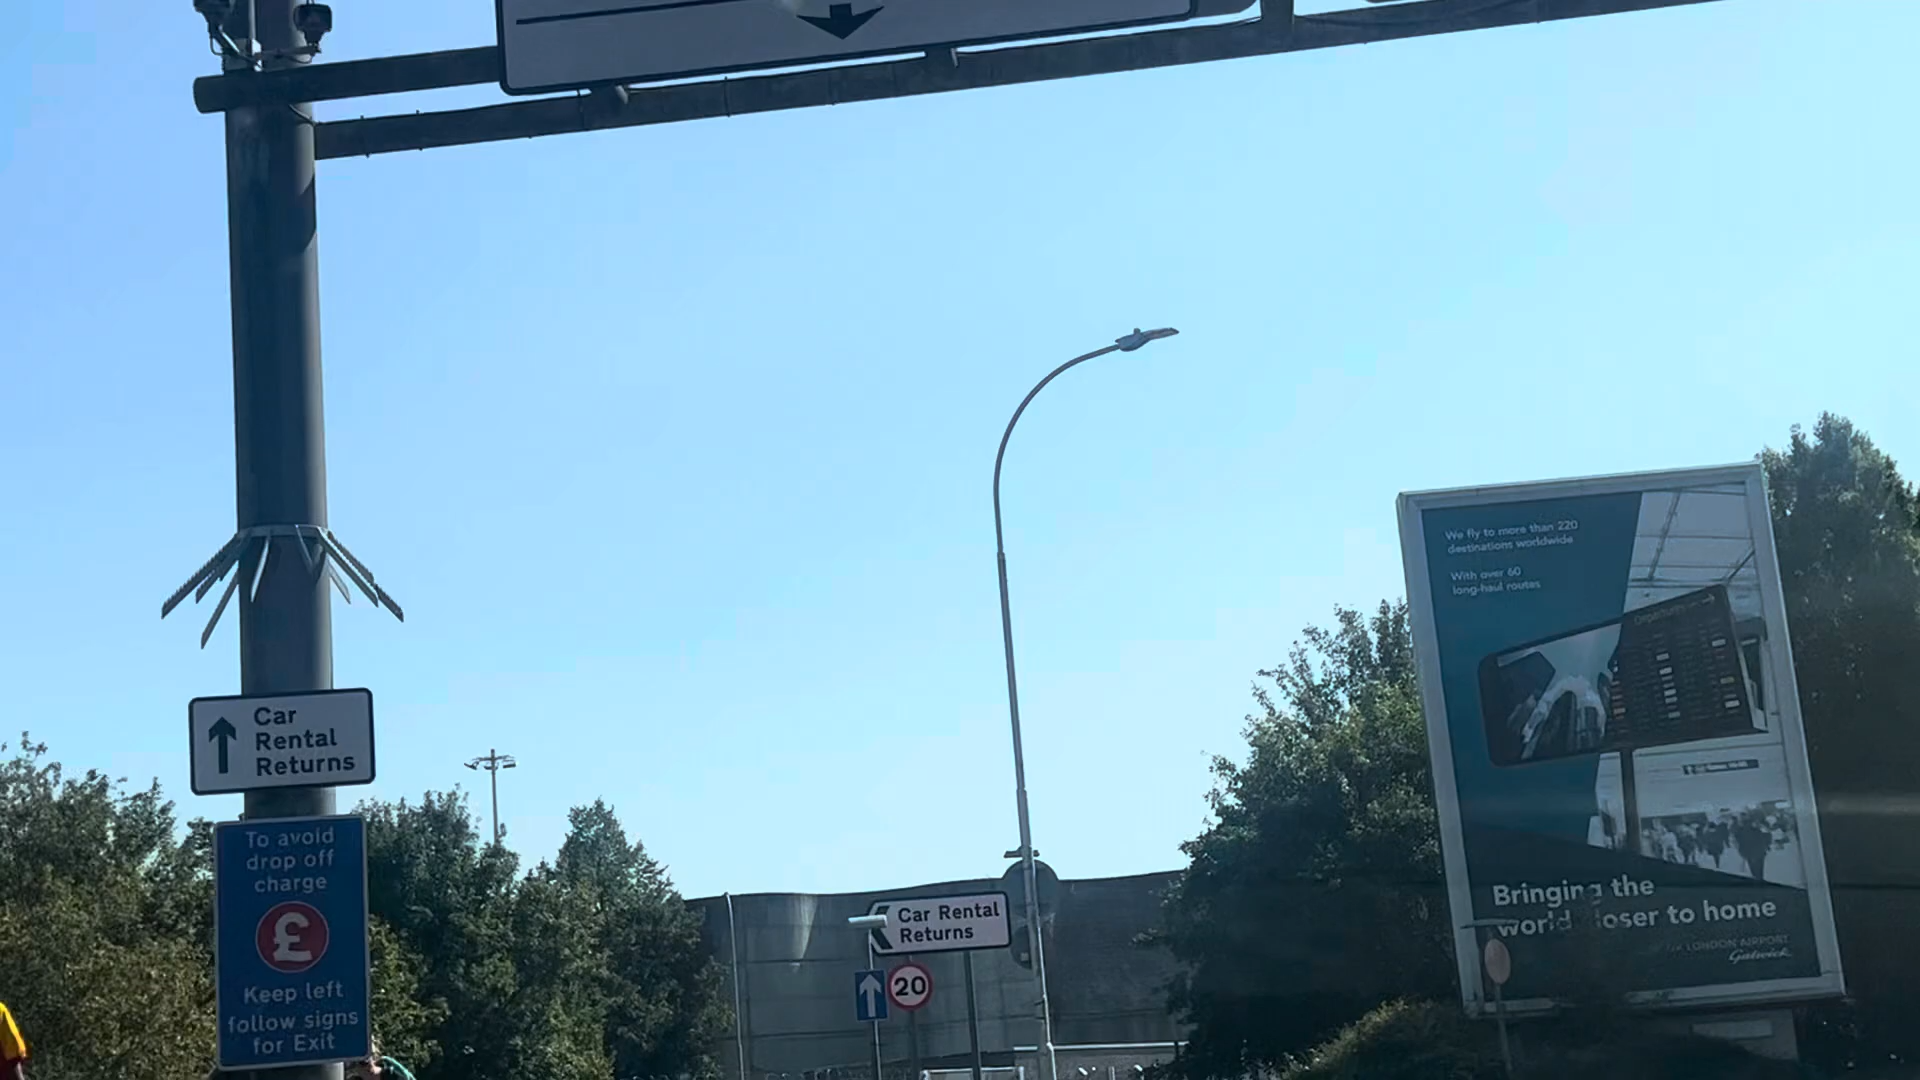 Car
Rental
Returns
To avoid
drop off
charge
£
Keep left
follow signs
for Exit
Car Rental
Returns
20
We fly to more than 220
destinations worldwide
With over 60
long-haul routes
Departures
Bringing the
world loser to home
LONDON AIRPORT
Gatwick